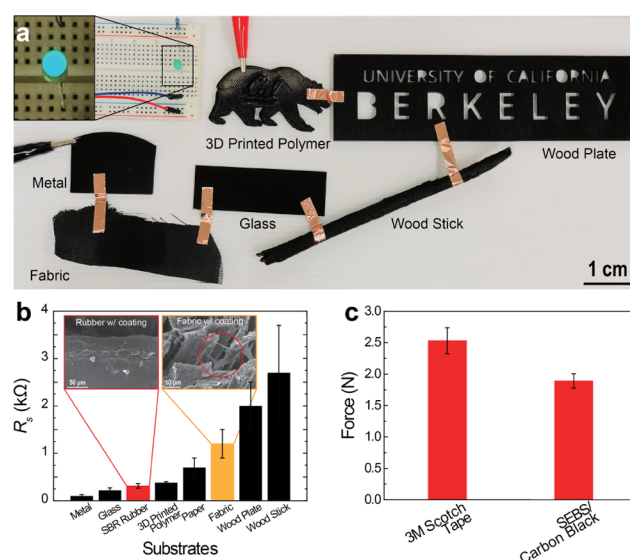 a
UNIVERSITY OF CALIFORNIA
BERKELEY
Cal
3D Printed Polymer
Wood Plate
Metal
Glass
Wood Stick
Fabric
1 cm
b
4
3
2
1
0
Rs (kΩ)
Rubber w/ coating
50 µm
Fabric w/ coating
Metal
Glass
SBR Rubber
3D Printed
Polymer
Paper
Fabric
Wood Plate
Wood Stick
Substrates
c
3.0
2.5
2.0
1.5
1.0
0.5
0.0
Force (N)
3M Scotch
Tape
SEBS/
Carbon Black